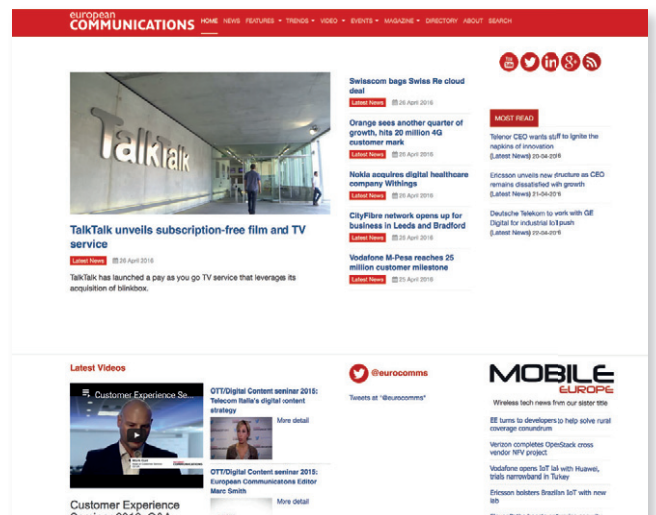 european
COMMUNICATIONS
HOME NEWS FEATURES TRENDS VIDEO EVENTS MAGAZINE DIRECTORY ABOUT SEARCH
You
Tube
in
g+
TalkTalk
TalkTalk unveils subscription-free film and TV
service
Latest News 26 April 2016
TalkTalk has launched a pay as you go TV service that leverages its
acquisition of blinkbox.
Swisscom bags Swiss Re cloud
deal
Latest News 26 April 2016
Orange sees another quarter of
growth, hits 20 million 4G
customer mark
Latest News 26 April 2016
Nokia acquires digital healthcare
company Withings
Latest News 26 April 2016
CityFibre network opens up for
business in Leeds and Bradford
Latest News 26 April 2016
Vodafone M-Pesa reaches 25
million customer milestone
Latest News 25 April 2016
MOST READ
Telenor CEO wants stuff to ignite the
napkins of innovation
(Latest News) 20-04-2016
Ericsson unveils new structure as CEO
remains dissatisfied with growth
(Latest News) 21-04-2016
Deutsche Telekom to work with GE
Digital for industrial IoT push
(Latest News) 22-04-2016
Latest Videos
Customer Experience Se...
Customer Experience
OTT/Digital Content seminar 2015:
Telecom Italia's digital content
strategy
More detail
OTT/Digital Content seminar 2015:
European Communicatons Editor
Marc Smith
More detail
@eurocomms
Tweets at "@eurocomms"
MOBILE
EUROPE
Wireless tech news from our sister title
EE turns to developers to help solve rural
coverage conundrum
Verizon completes OpenStack cross
vendor NFV project
Vodafone opens IoT lab with Huawei,
trials narrowband in Turkey
Ericsson bolsters Brazilian IoT with new
lab